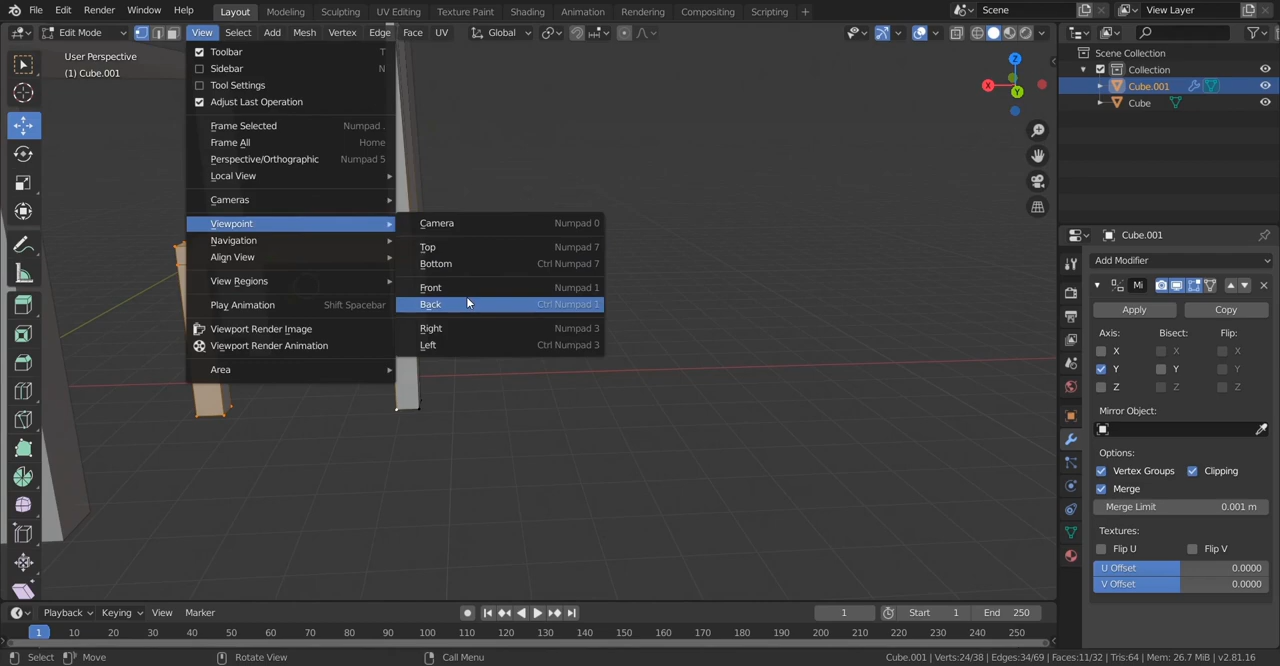 File Edit Render Window Help Layout Modeling Sculpting UV Editing Texture Paint Shading Animation Rendering Compositing Scripting + Scene View Layer
Edit Mode View Select Add Mesh Vertex Edge Face UV Global
User Perspective
(1) Cube.001
Toolbar T
Sidebar N
Tool Settings
Adjust Last Operation
Frame Selected Numpad .
Frame All Home
Perspective/Orthographic Numpad 5
Local View
Cameras
Viewpoint
Navigation
Align View
View Regions
Play Animation Shift Spacebar
Viewport Render Image
Viewport Render Animation
Area
Camera Numpad 0
Top Numpad 7
Bottom Ctrl Numpad 7
Front Numpad 1
Back Ctrl Numpad 1
Right Numpad 3
Left Ctrl Numpad 3
Z
X
Y
Scene Collection
Collection
Cube.001
Cube
Cube.001
Add Modifier
Mi
Apply Copy
Axis: Bisect: Flip:
X X X
Y Y Y
Z Z Z
Mirror Object:
Options:
Vertex Groups Clipping
Merge
Merge Limit 0.001 m
Textures:
Flip U Flip V
U Offset 0.0000
V Offset 0.0000
Playback Keying View Marker 1 Start 1 End 250
1 10 20 30 40 50 60 70 80 90 100 110 120 130 140 150 160 170 180 190 200 210 220 230 240 250
Select Move Rotate View Call Menu Cube.001 | Verts:24/38 | Edges:34/69 | Faces:11/32 | Tris:64 | Mem: 26.7 MiB | v2.81.16